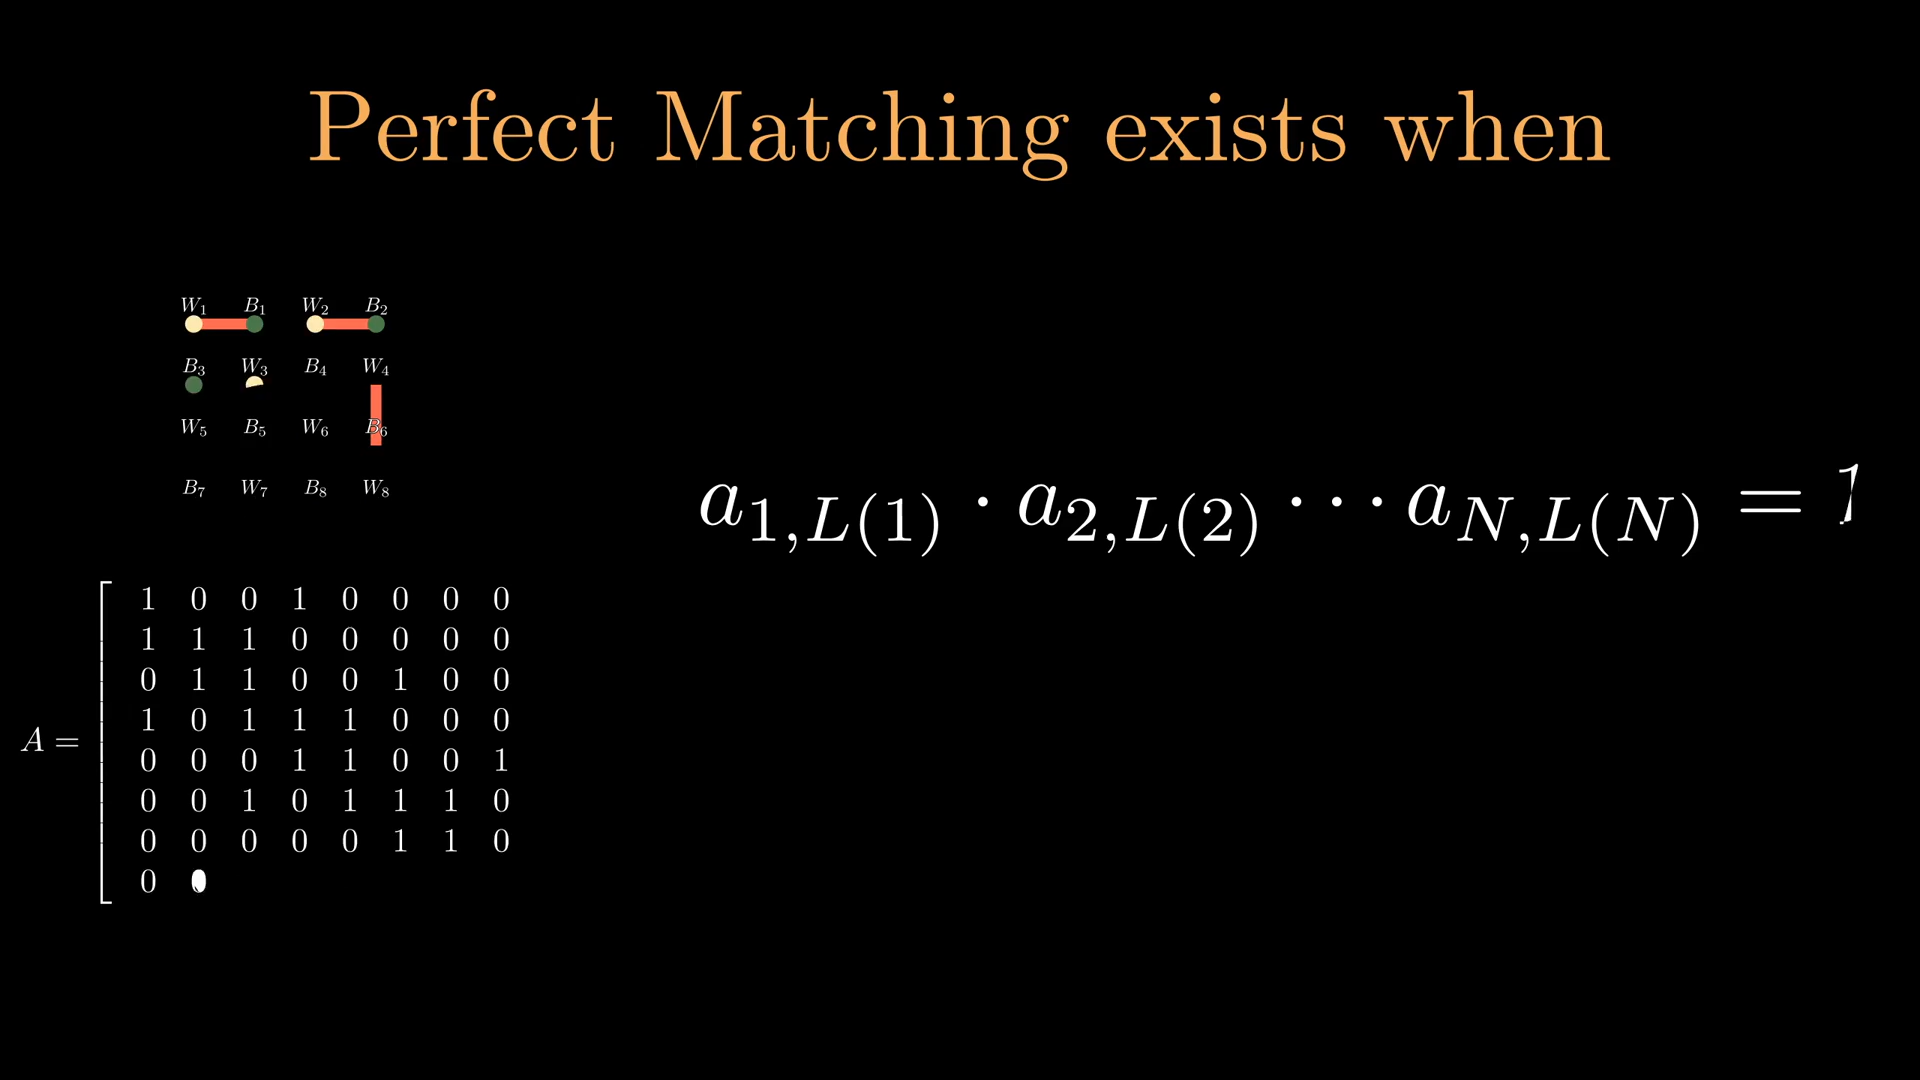 Perfect Matching exists when
W₁ B₁ W₂ B₂
B₃ W₃ B₄ W₄
W₅ B₅ W₆ B₆
B₇ W₇ B₈ W₈
a₁,L(1) · a₂,L(2) ··· a_N,L(N) = 1
1 0 0 1 0 0 0 0
1 1 1 0 0 0 0 0
0 1 1 0 0 1 0 0
1 0 1 1 1 0 0 0
A =
0 0 0 1 1 0 0 1
0 0 1 0 1 1 1 0
0 0 0 0 0 1 1 0
0 0